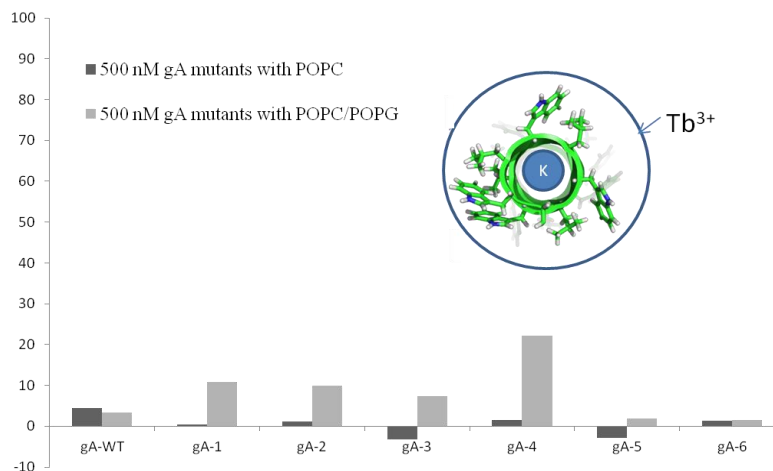 100
90
80
70
60
50
40
30
20
10
0
-10
500 nM gA mutants with POPC
500 nM gA mutants with POPC/POPG
Tb³⁺
K
gA-WT gA-1 gA-2 gA-3 gA-4 gA-5 gA-6